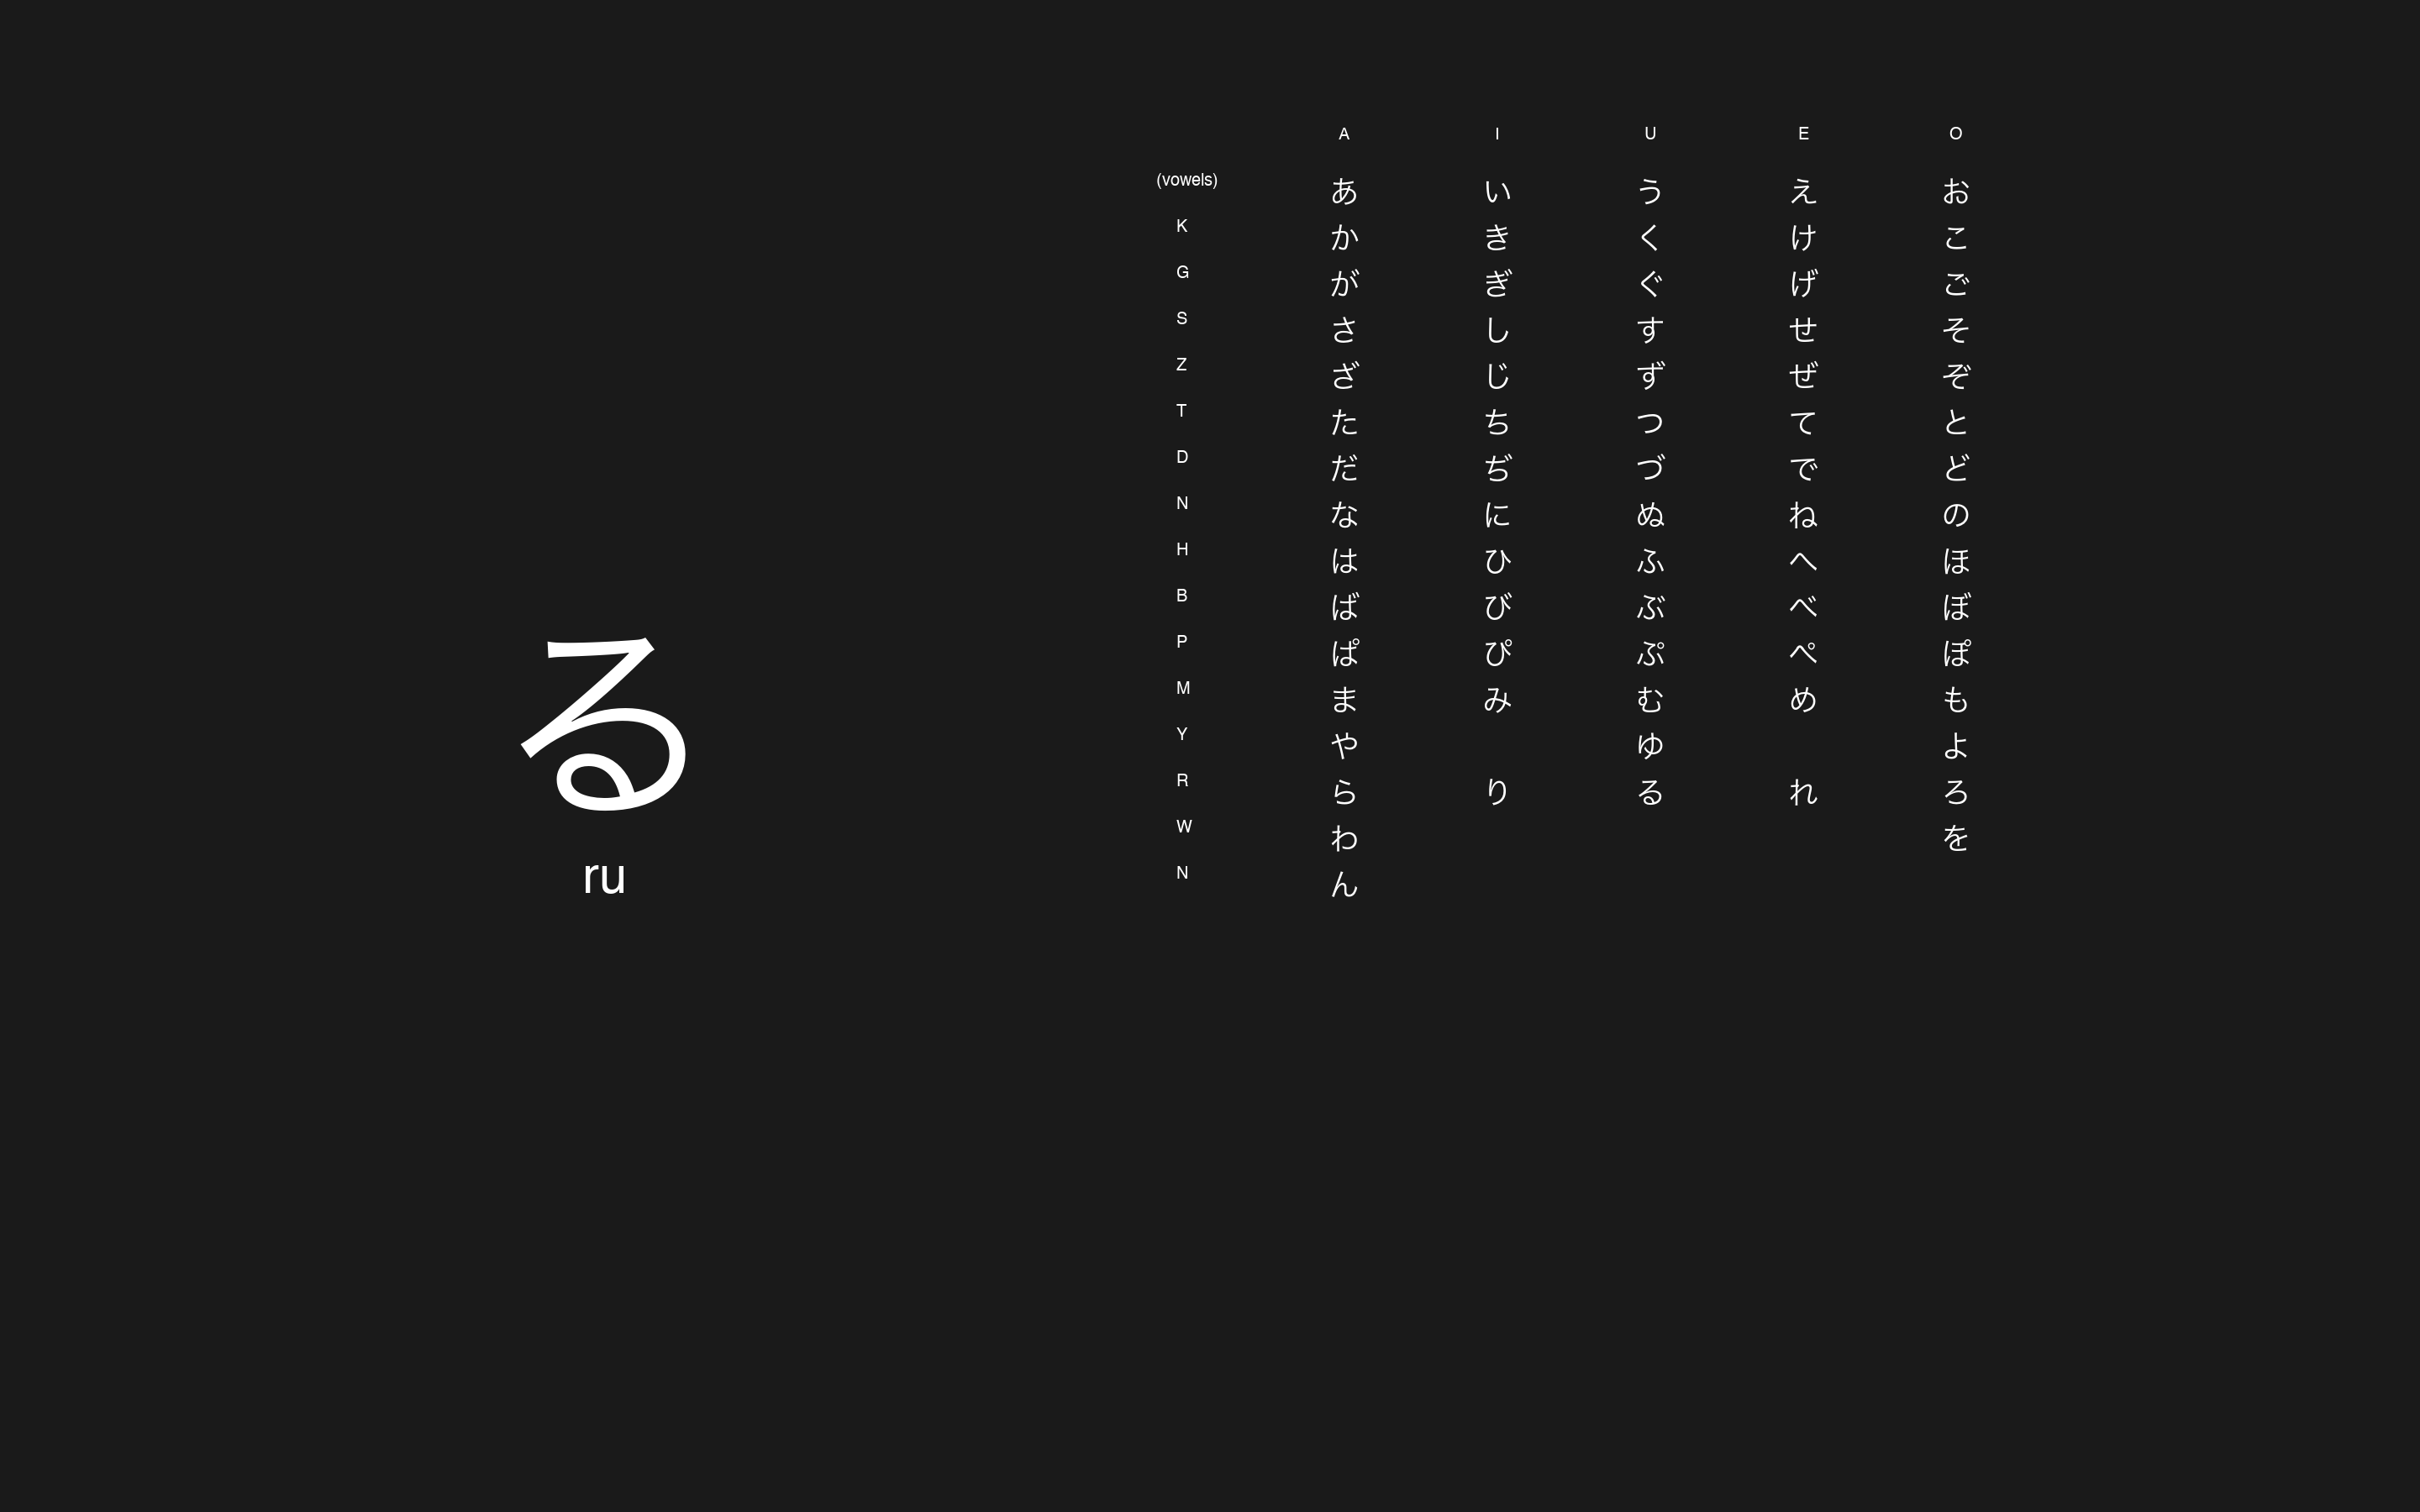 る
ru
A I U E O
(vowels) あ い う え お
K か き く け こ
G が ぎ ぐ げ ご
S さ し す せ そ
Z ざ じ ず ぜ ぞ
T た ち つ て と
D だ ぢ づ で ど
N な に ぬ ね の
H は ひ ふ へ ほ
B ば び ぶ べ ぼ
P ぱ ぴ ぷ ぺ ぽ
M ま み む め も
Y や ゆ よ
R ら り る れ ろ
W わ を
N ん